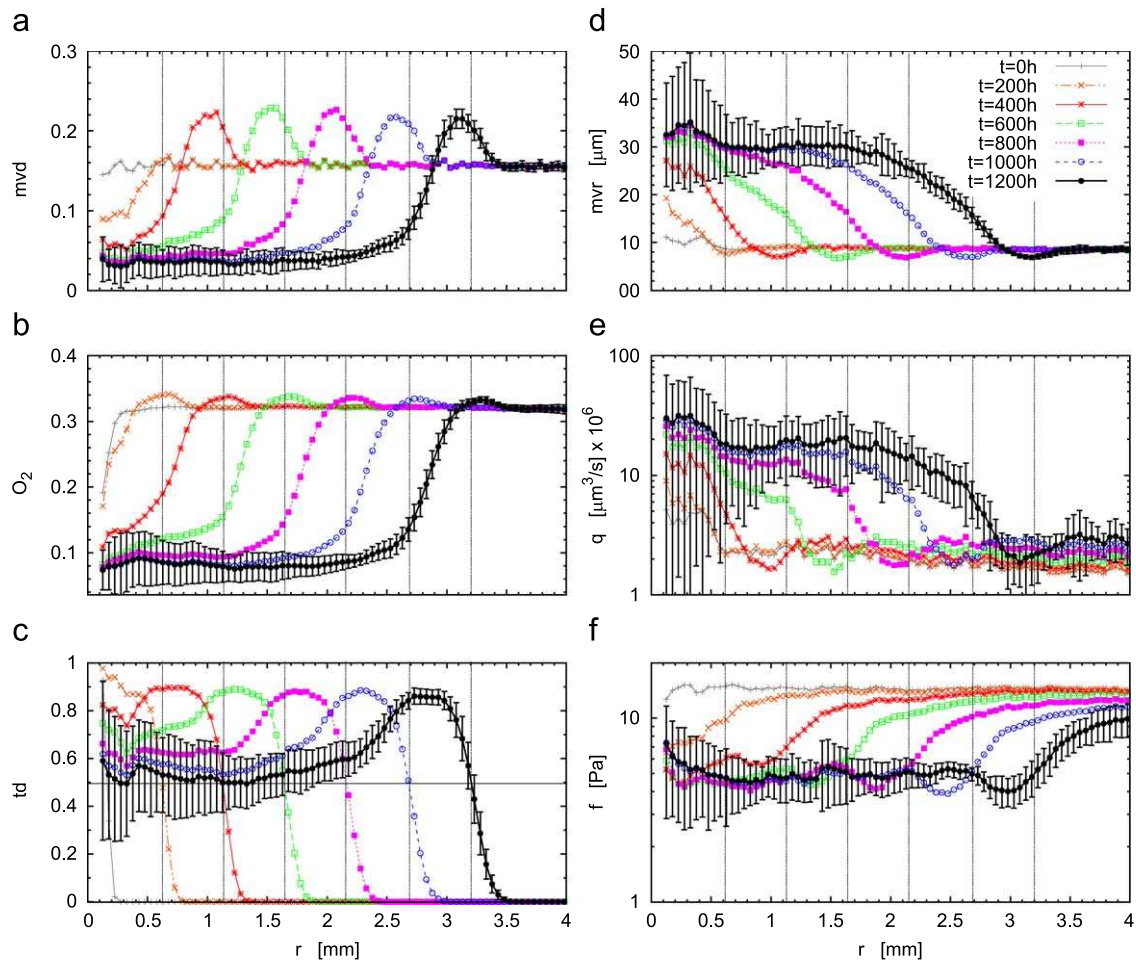 a
0.3
0.2
0.1
0
mvd
b
0.4
0.3
0.2
0.1
O₂
c
1
0.8
0.6
0.4
0.2
0
td
0 0.5 1 1.5 2 2.5 3 3.5 4
r [mm]
d
50
40
30
20
10
00
mvr [μm]
t=0h
t=200h
t=400h
t=600h
t=800h
t=1000h
t=1200h
e
100
10
1
q [μm³/s] x 10⁶
f
10
1
f [Pa]
0 0.5 1 1.5 2 2.5 3 3.5 4
r [mm]